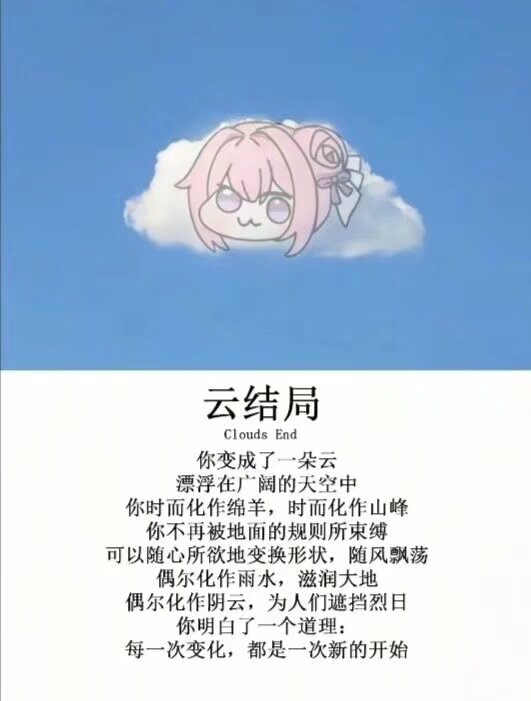 云结局
Clouds End
你变成了一朵云
漂浮在广阔的天空中
你时而化作绵羊，时而化作山峰
你不再被地面的规则所束缚
可以随心所欲地变换形状，随风飘荡
偶尔化作雨水，滋润大地
偶尔化作阴云，为人们遮挡烈日
你明白了一个道理：
每一次变化，都是一次新的开始